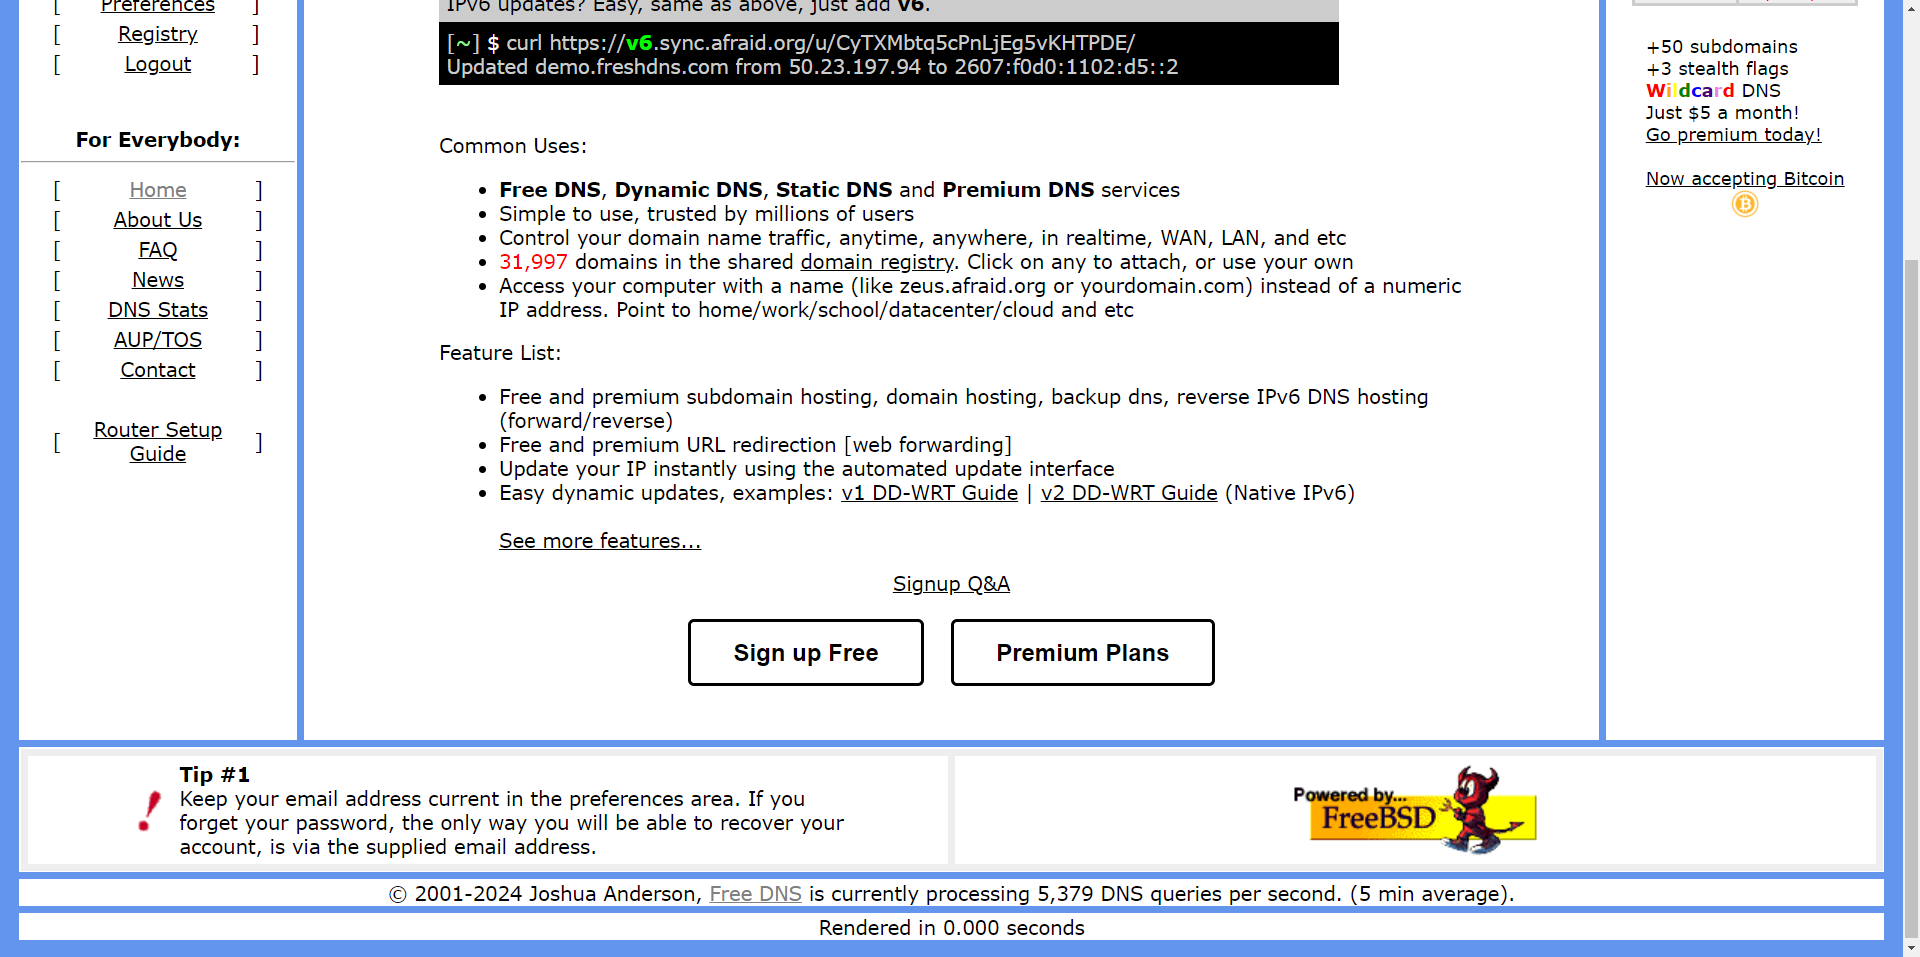 [ Preferences ]
[ Registry ]
[ Logout ]
For Everybody:
[ Home ]
[ About Us ]
[ FAQ ]
[ News ]
[ DNS Stats ]
[ AUP/TOS ]
[ Contact ]
[ Router Setup
Guide ]
IPv6 updates? Easy, same as above, just add v6.
[~] $ curl https://v6.sync.afraid.org/u/CyTXMbtq5cPnLjEg5vKHTPDE/
Updated demo.freshdns.com from 50.23.197.94 to 2607:f0d0:1102:d5::2
Common Uses:
• Free DNS, Dynamic DNS, Static DNS and Premium DNS services
• Simple to use, trusted by millions of users
• Control your domain name traffic, anytime, anywhere, in realtime, WAN, LAN, and etc
• 31,997 domains in the shared domain registry. Click on any to attach, or use your own
• Access your computer with a name (like zeus.afraid.org or yourdomain.com) instead of a numeric
IP address. Point to home/work/school/datacenter/cloud and etc
Feature List:
• Free and premium subdomain hosting, domain hosting, backup dns, reverse IPv6 DNS hosting
(forward/reverse)
• Free and premium URL redirection [web forwarding]
• Update your IP instantly using the automated update interface
• Easy dynamic updates, examples: v1 DD-WRT Guide | v2 DD-WRT Guide (Native IPv6)
See more features...
Signup Q&A
Sign up Free
Premium Plans
+50 subdomains
+3 stealth flags
Wildcard DNS
Just $5 a month!
Go premium today!
Now accepting Bitcoin
Tip #1
Keep your email address current in the preferences area. If you
forget your password, the only way you will be able to recover your
account, is via the supplied email address.
Powered by...
FreeBSD
© 2001-2024 Joshua Anderson, Free DNS is currently processing 5,379 DNS queries per second. (5 min average).
Rendered in 0.000 seconds